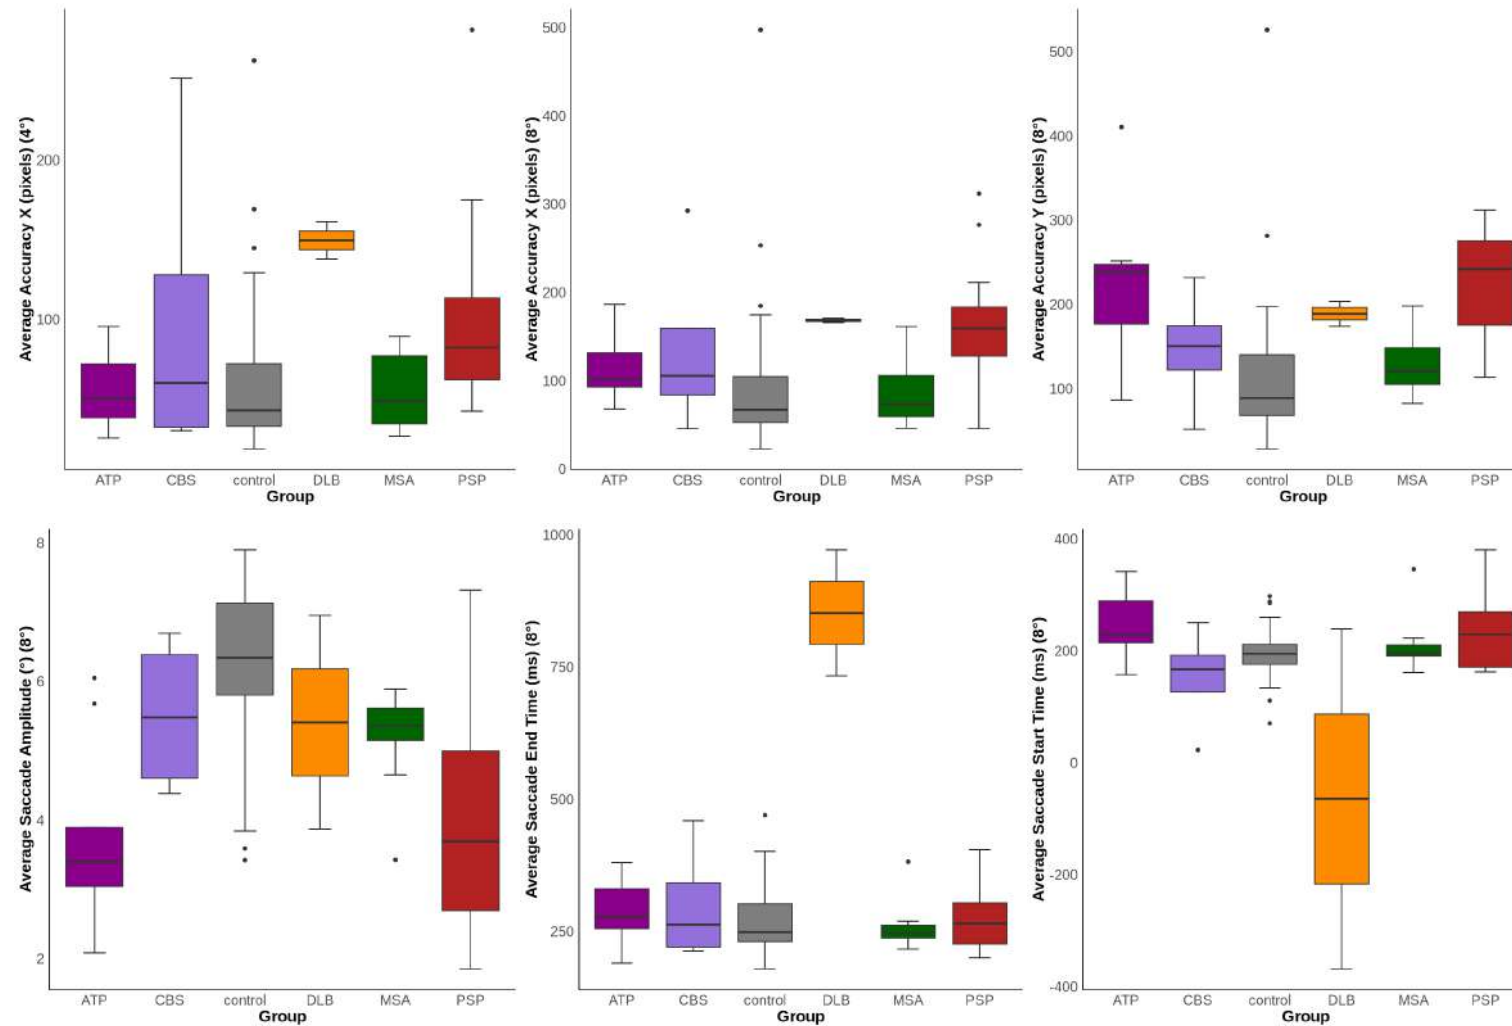 Average Accuracy X (pixels) (4°)
200
100
ATP CBS control DLB MSA PSP
Group
Average Accuracy X (pixels) (8°)
500
400
300
200
100
0
ATP CBS control DLB MSA PSP
Group
Average Accuracy Y (pixels) (8°)
500
400
300
200
100
ATP CBS control DLB MSA PSP
Group
Average Saccade Amplitude (°) (8°)
8
6
4
2
ATP CBS control DLB MSA PSP
Group
Average Saccade End Time (ms) (8°)
1000
750
500
250
ATP CBS control DLB MSA PSP
Group
Average Saccade Start Time (ms) (8°)
400
200
0
-200
-400
ATP CBS control DLB MSA PSP
Group